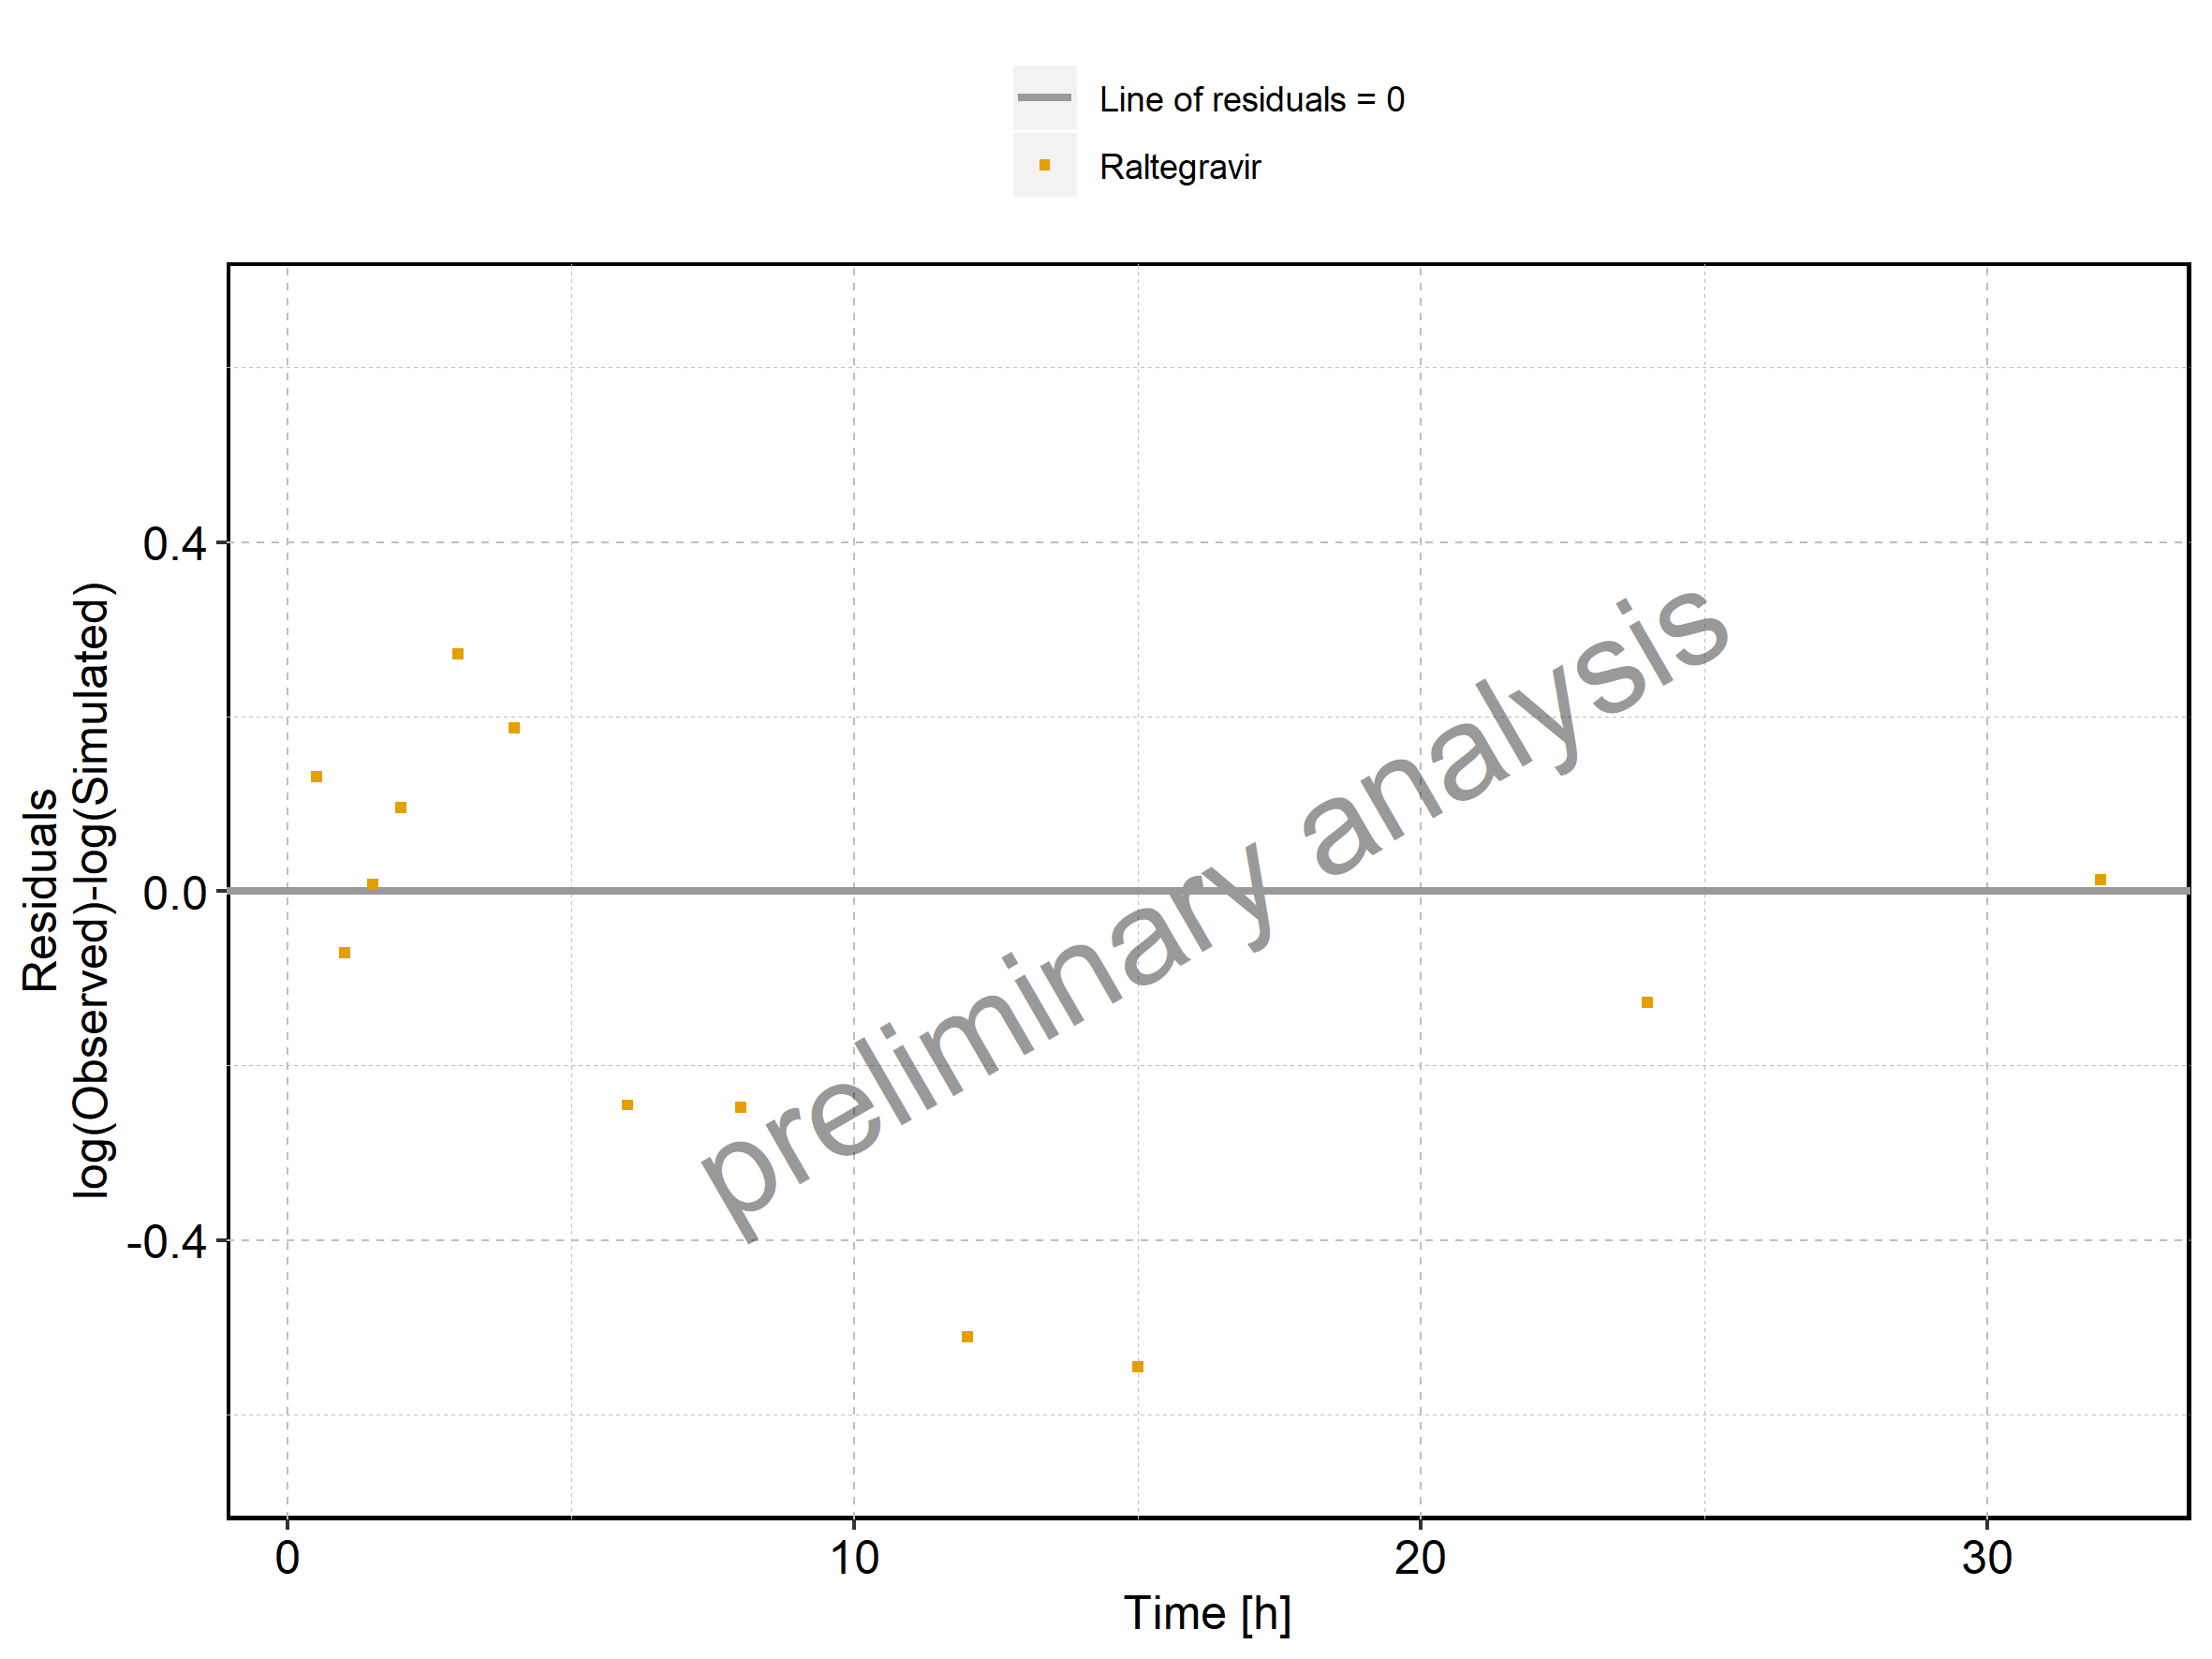 Line of residuals = 0
Raltegravir
Residuals
log(Observed)-log(Simulated)
0.4
0.0
-0.4
preliminary analysis
0 10 20 30
Time [h]